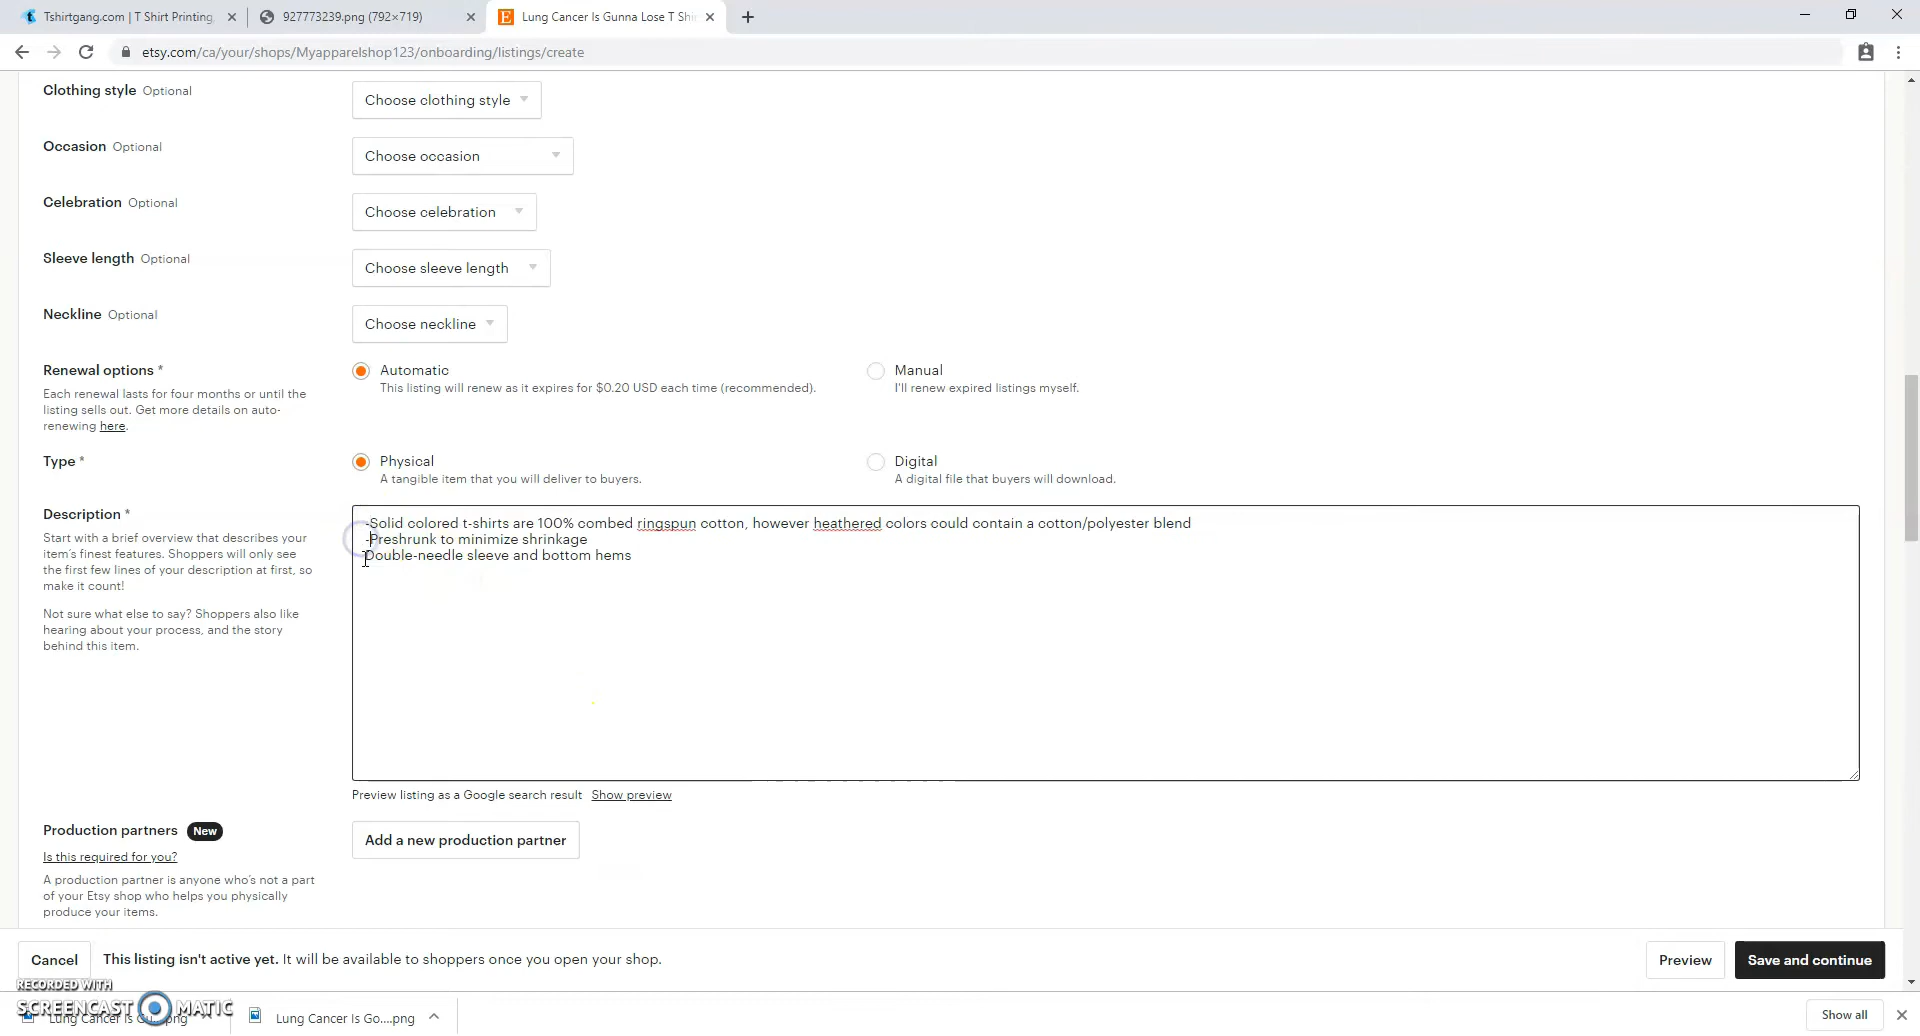 Tshirtgang.com | T Shirt Printing,
927773239.png (792×719)
Lung Cancer Is Gunna Lose T Shi
etsy.com/ca/your/shops/Myapparelshop123/onboarding/listings/create
Clothing style Optional
Choose clothing style
Occasion Optional
Choose occasion
Celebration Optional
Choose celebration
Sleeve length Optional
Choose sleeve length
Neckline Optional
Choose neckline
Renewal options *
Each renewal lasts for four months or until the
listing sells out. Get more details on auto-
renewing here.
Automatic
This listing will renew as it expires for $0.20 USD each time (recommended).
Manual
I'll renew expired listings myself.
Type *
Physical
A tangible item that you will deliver to buyers.
Digital
A digital file that buyers will download.
Description *
Start with a brief overview that describes your
item's finest features. Shoppers will only see
the first few lines of your description at first, so
make it count!
Not sure what else to say? Shoppers also like
hearing about your process, and the story
behind this item.
-Solid colored t-shirts are 100% combed ringspun cotton, however heathered colors could contain a cotton/polyester blend
-Preshrunk to minimize shrinkage
Double-needle sleeve and bottom hems
Preview listing as a Google search result Show preview
Production partners New
Is this required for you?
A production partner is anyone who's not a part
of your Etsy shop who helps you physically
produce your items.
Add a new production partner
Cancel
This listing isn't active yet. It will be available to shoppers once you open your shop.
Preview
Save and continue
RECORDED WITH
SCREENCAST MATIC
Lung Cancer Is Gu....png
Lung Cancer Is Go....png
Show all